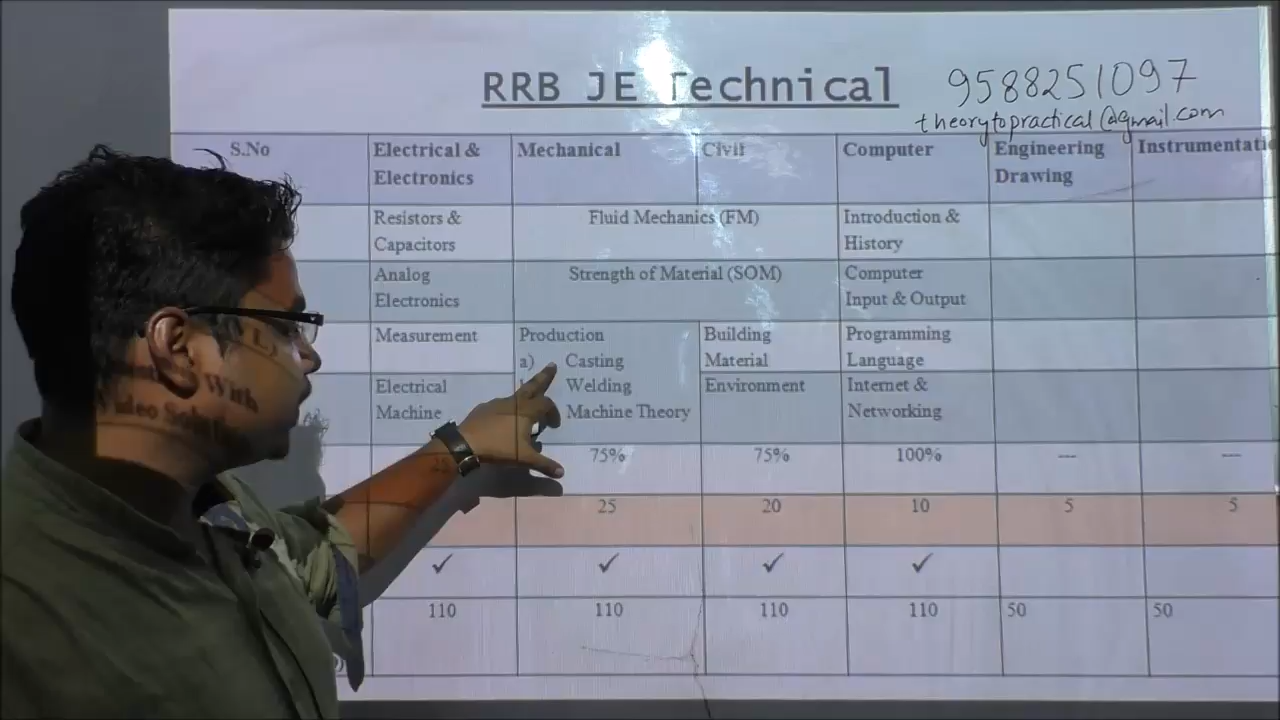 RRB JE Technical
9588251097
theorytopractical@gmail.com
S.No Electrical & Mechanical Civil Computer Engineering Instrumentati
Electronics Drawing
Resistors & Fluid Mechanics (FM) Introduction &
Capacitors History
Analog Strength of Material (SOM) Computer
Electronics Input & Output
Measurement Production Building Programming
a) Casting Material Language
Electrical Welding Environment Internet &
Machine Machine Theory Networking
75% 75% 100% ---- ----
25 25 20 10 5 5
✓ ✓ ✓ ✓
110 110 110 110 50 50
With